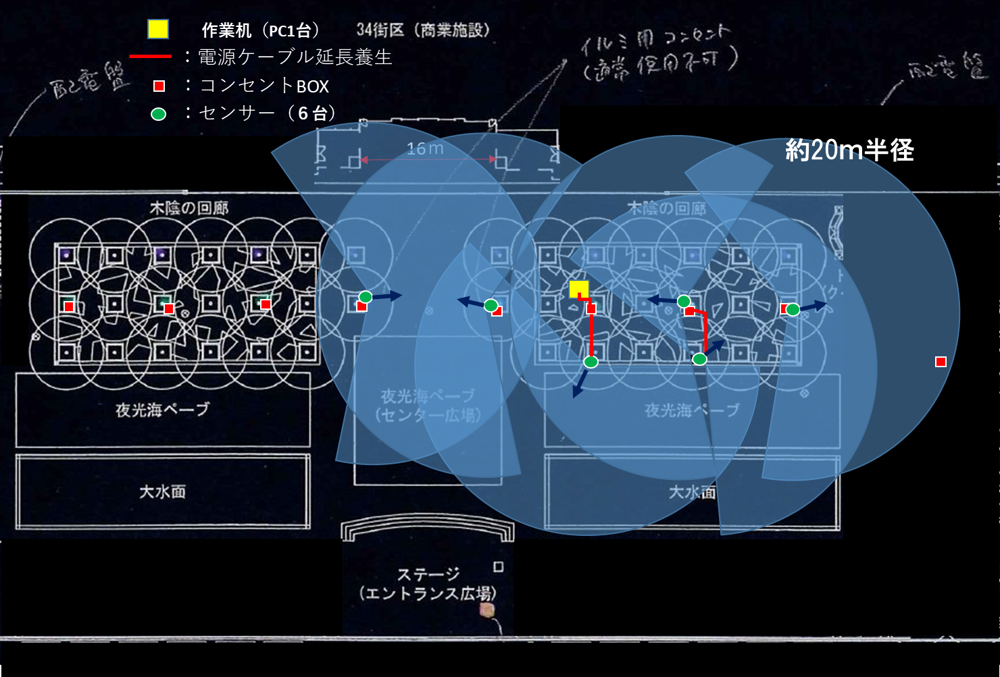 作業机（PC1台）
34街区（商業施設）
：電源ケーブル延長養生
：コンセントBOX
：センサー（６台）
配電盤
イルミ用コンセント
(通常使用不可)
配電盤
16ｍ
約20m半径
木陰の回廊
木陰の回廊
夜光海ペーブ
夜光海ペーブ
(センター広場)
夜光海ペーブ
大水面
大水面
ステージ
(エントランス広場)